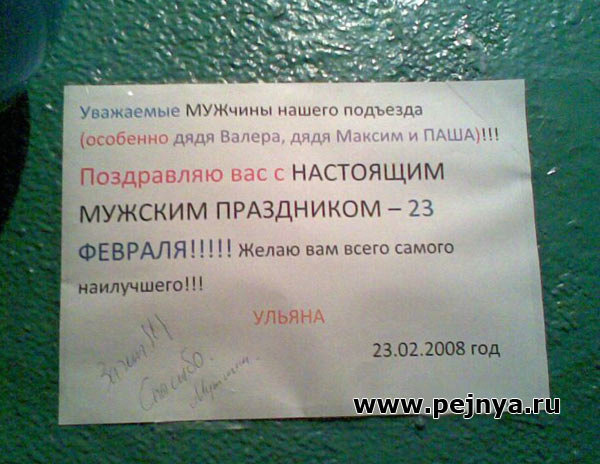 Уважаемые МУЖчины нашего подъезда
(особенно дядя Валера, дядя Максим и ПАША)!!!
Поздравляю вас с НАСТОЯЩИМ
МУЖСКИМ ПРАЗДНИКОМ – 23
ФЕВРАЛЯ!!!!! Желаю вам всего самого
наилучшего!!!
УЛЬЯНА
Спасибо.
23.02.2008 год
www.pejnya.ru